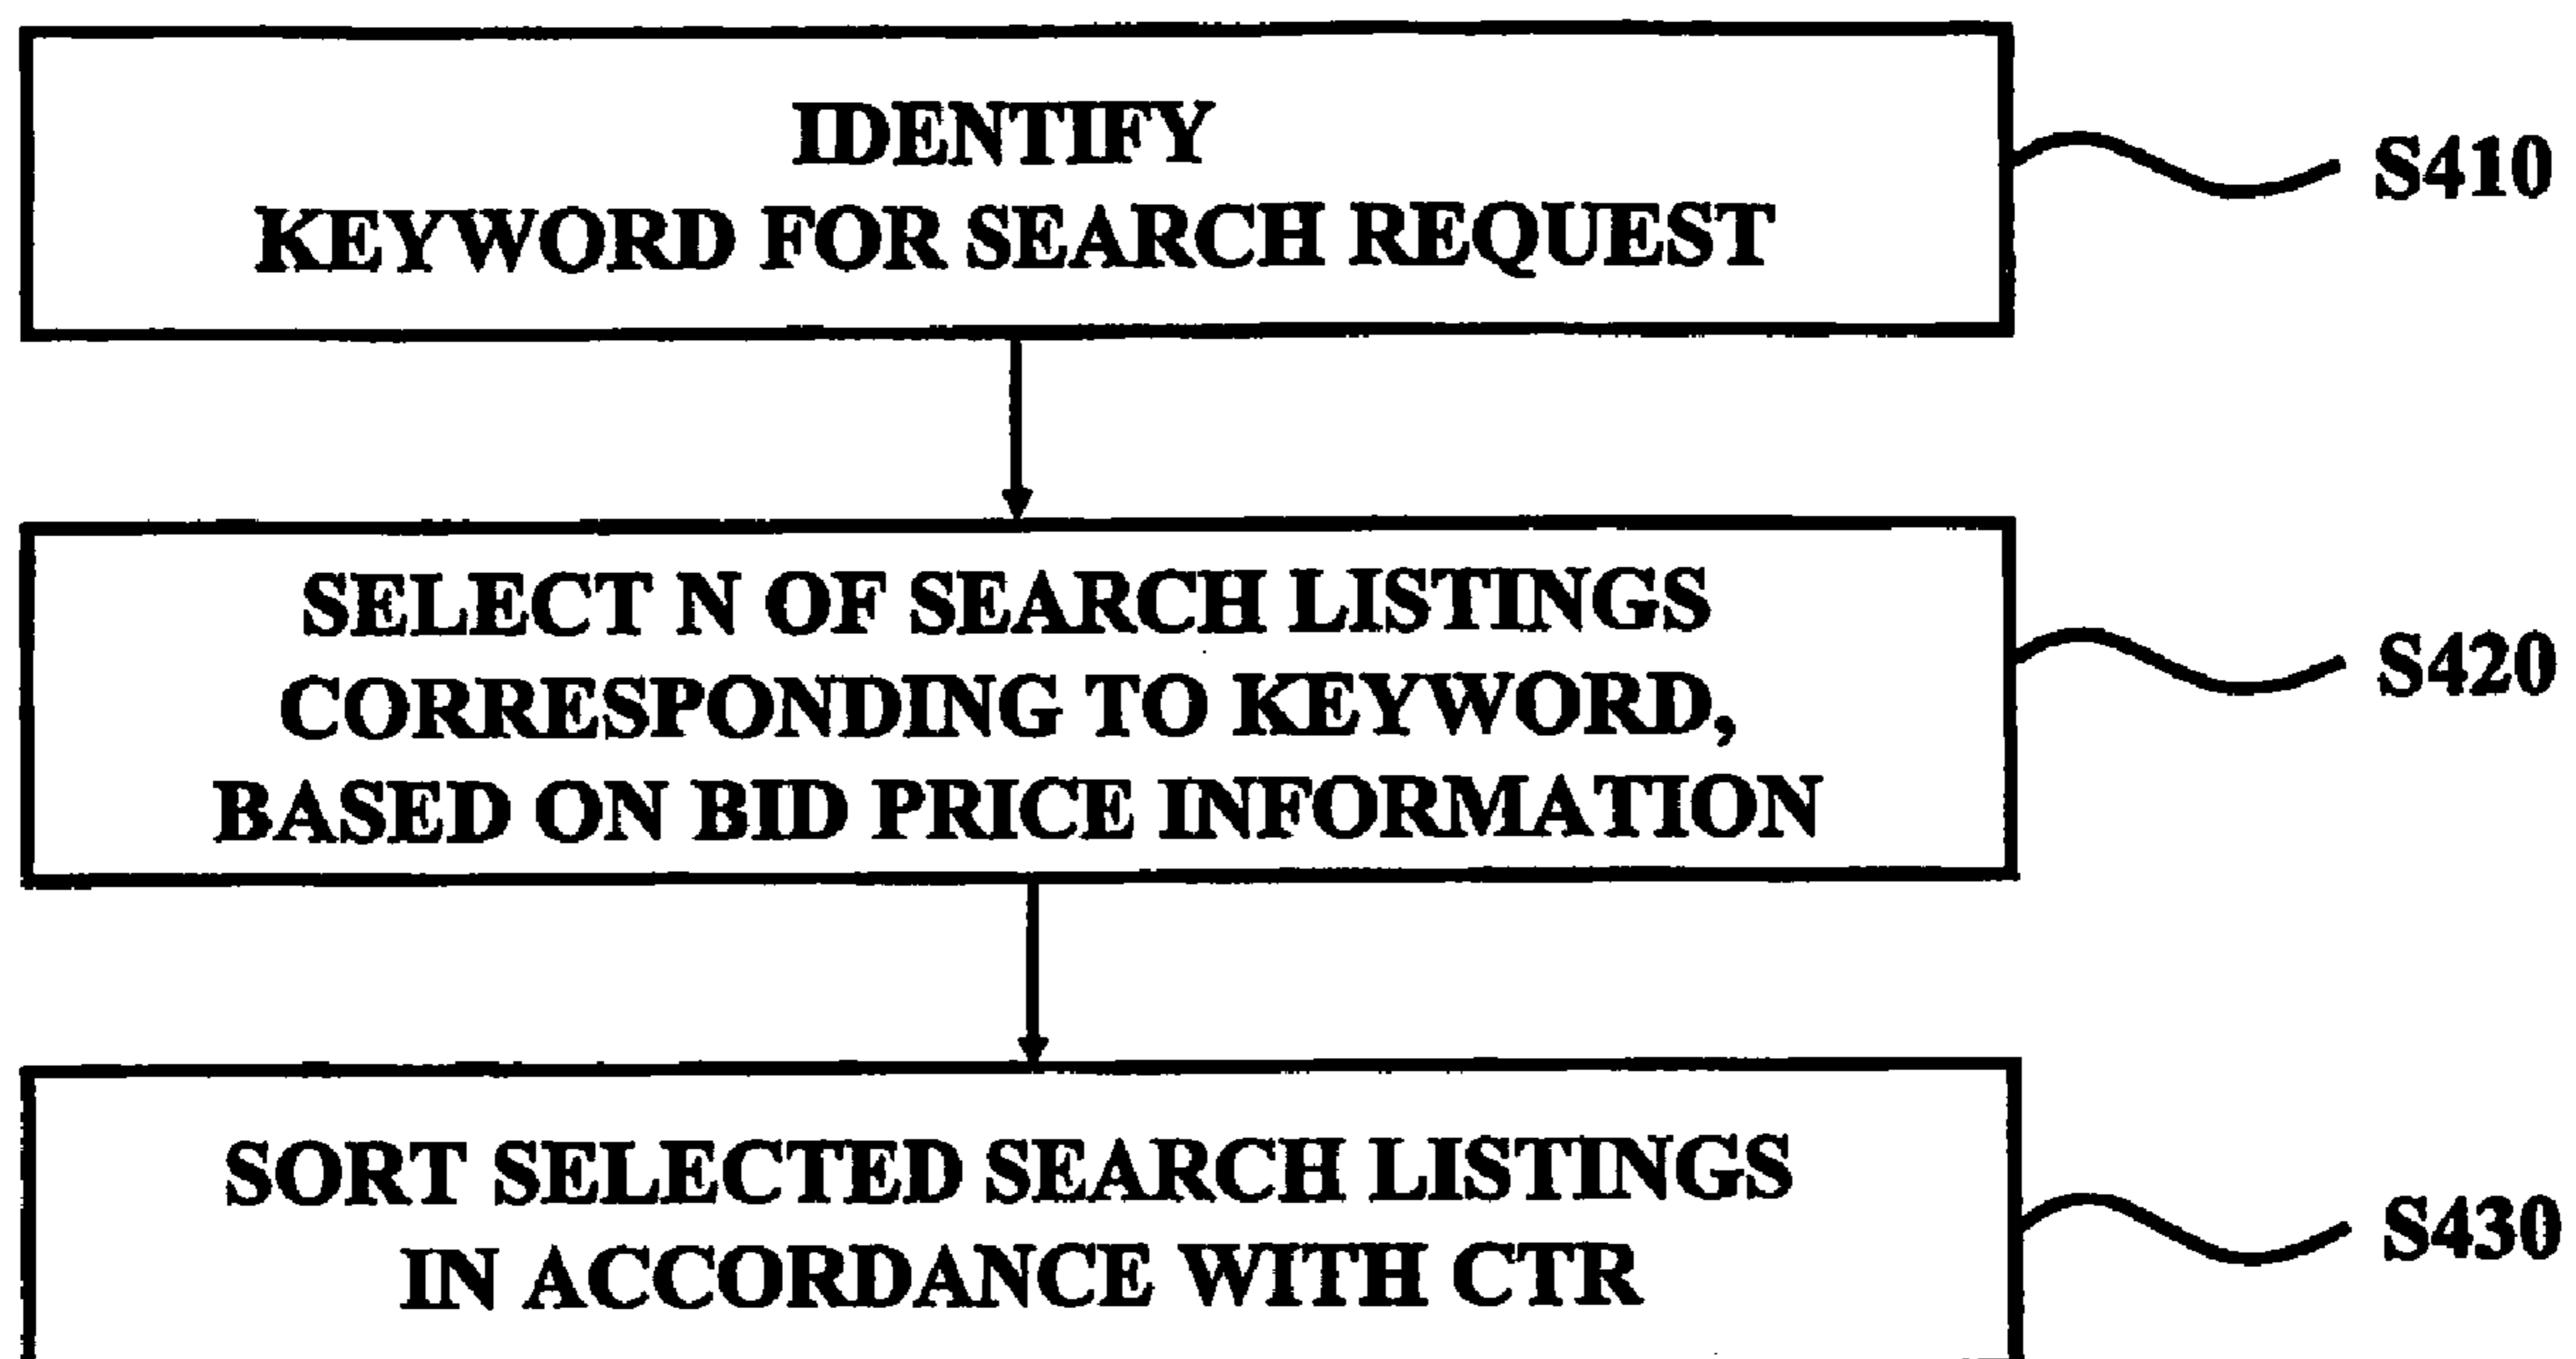 IDENTIFY
KEYWORD FOR SEARCH REQUEST
S410
SELECT N OF SEARCH LISTINGS
CORRESPONDING TO KEYWORD,
BASED ON BID PRICE INFORMATION
S420
SORT SELECTED SEARCH LISTINGS
IN ACCORDANCE WITH CTR
S430